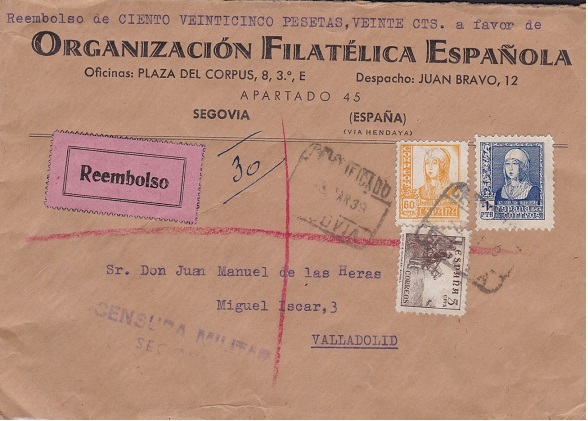 Reembolso de CIENTO VEINTICINCO PESETAS, VEINTE CTS. a favor de
ORGANIZACIÓN FILATÉLICA ESPAÑOLA
Oficinas: PLAZA DEL CORPUS, 8, 3.º, E Despacho: JUAN BRAVO, 12
APARTADO 45
SEGOVIA (ESPAÑA)
(VIA HENDAYA)
Reembolso
30
60
1
PTA
CORREOS
ESPAÑA 5
CTS
CORREOS
Sr. Don Juan Manuel de las Heras
Miguel Iscar, 3
VALLADOLID
CENSURA MILITAR